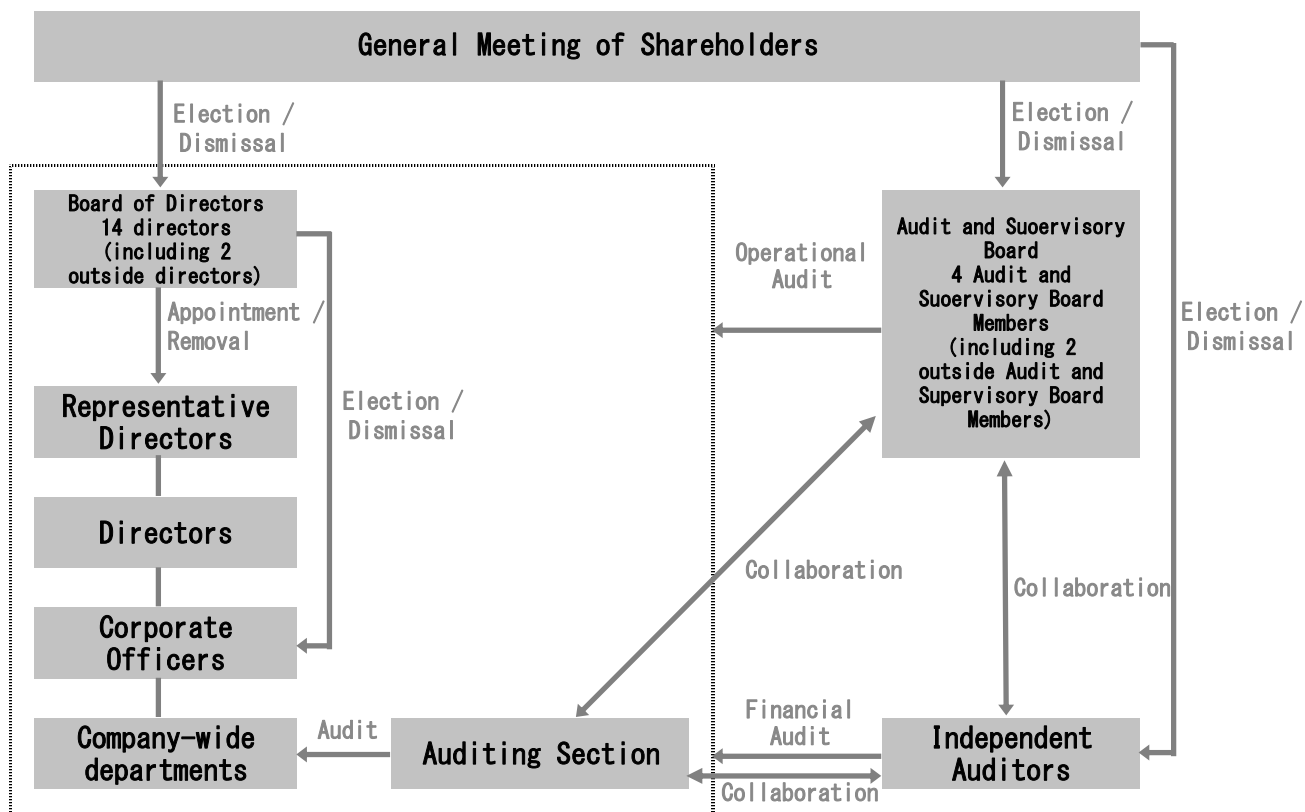 General Meeting of Shareholders
Election /
Dismissal
Election /
Dismissal
Board of Directors
14 directors
(including 2
outside directors)
Audit and Suoervisory
Board
4 Audit and
Suoervisory Board
Members
(including 2
outside Audit and
Supervisory Board
Members)
Operational
Audit
Election /
Dismissal
Appointment /
Removal
Representative
Directors
Election /
Dismissal
Directors
Collaboration
Collaboration
Corporate
Officers
Company-wide
departments
Audit
Auditing Section
Financial
Audit
Collaboration
Independent
Auditors